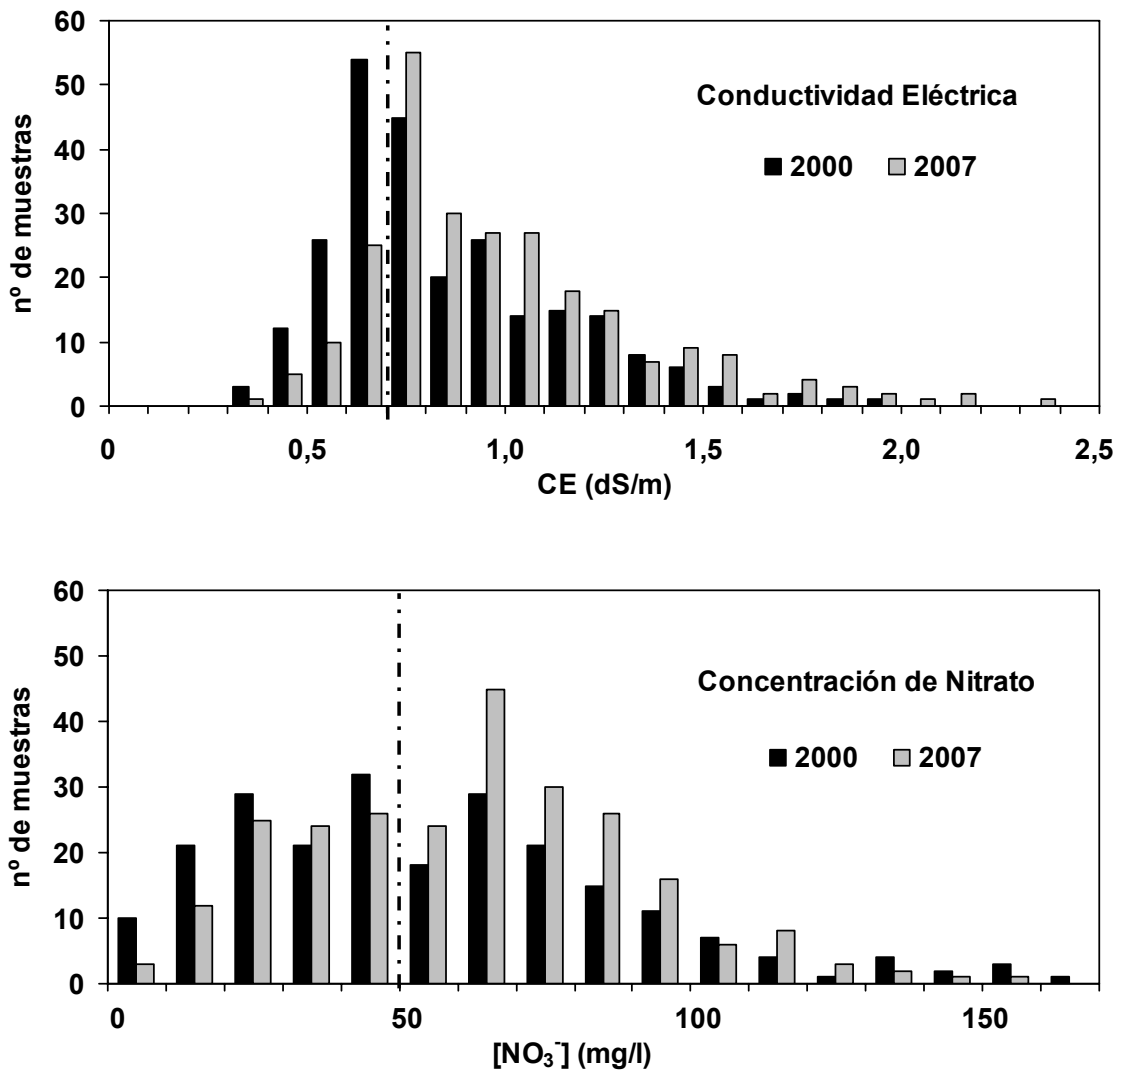 60
50
40
30
20
10
0
nº de muestras
Conductividad Eléctrica
2000 2007
0 0,5 1,0 1,5 2,0 2,5
CE (dS/m)
60
50
40
30
20
10
0
nº de muestras
Concentración de Nitrato
2000 2007
0 50 100 150
[NO₃⁻] (mg/l)